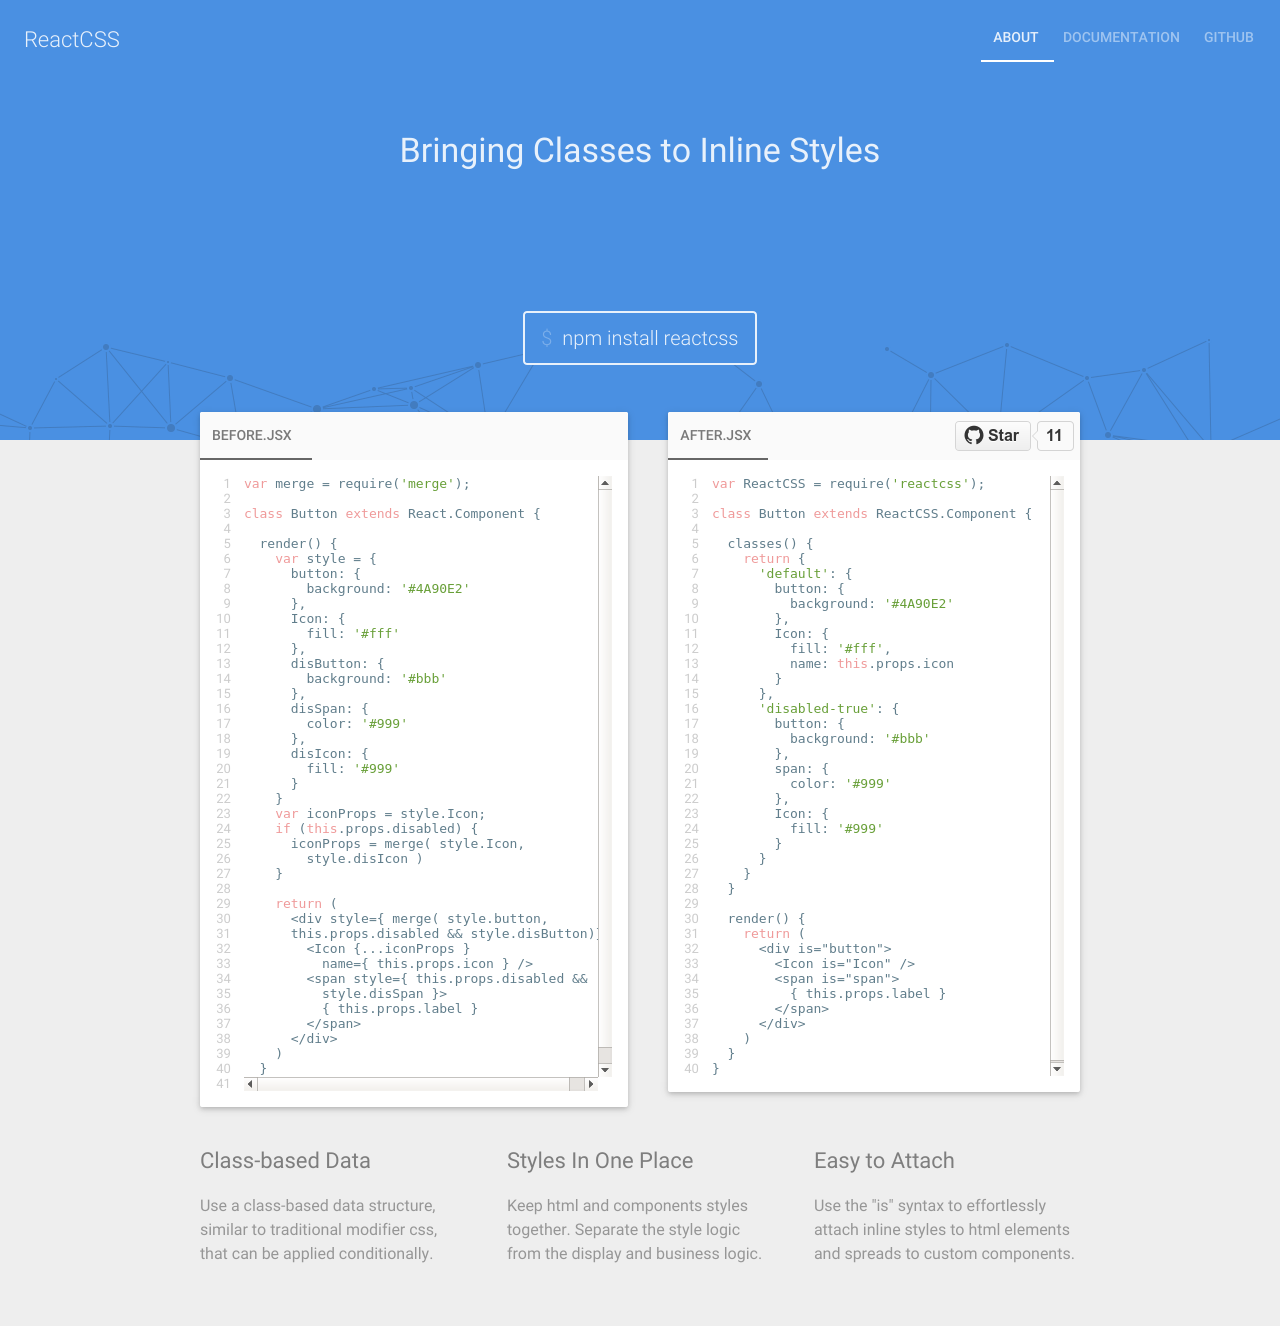 ReactCSS
ABOUT DOCUMENTATION GITHUB
Bringing Classes to Inline Styles
$ npm install reactcss
BEFORE.JSX
1 var merge = require('merge');
2
3 class Button extends React.Component {
4
5   render() {
6     var style = {
7       button: {
8         background: '#4A90E2'
9       },
10       Icon: {
11         fill: '#fff'
12       },
13       disButton: {
14         background: '#bbb'
15       },
16       disSpan: {
17         color: '#999'
18       },
19       disIcon: {
20         fill: '#999'
21       }
22     }
23     var iconProps = style.Icon;
24     if (this.props.disabled) {
25       iconProps = merge( style.Icon,
26         style.disIcon )
27     }
28
29     return (
30       <div style={ merge( style.button,
31       this.props.disabled && style.disButton)}
32         <Icon {...iconProps }
33           name={ this.props.icon } />
34         <span style={ this.props.disabled &&
35           style.disSpan }>
36           { this.props.label }
37         </span>
38       </div>
39     )
40   }
41
AFTER.JSX
Star 11
1 var ReactCSS = require('reactcss');
2
3 class Button extends ReactCSS.Component {
4
5   classes() {
6     return {
7       'default': {
8         button: {
9           background: '#4A90E2'
10         },
11         Icon: {
12           fill: '#fff',
13           name: this.props.icon
14         }
15       },
16       'disabled-true': {
17         button: {
18           background: '#bbb'
19         },
20         span: {
21           color: '#999'
22         },
23         Icon: {
24           fill: '#999'
25         }
26       }
27     }
28   }
29
30   render() {
31     return (
32       <div is="button">
33         <Icon is="Icon" />
34         <span is="span">
35           { this.props.label }
36         </span>
37       </div>
38     )
39   }
40 }
Class-based Data
Use a class-based data structure,
similar to traditional modifier css,
that can be applied conditionally.
Styles In One Place
Keep html and components styles
together. Separate the style logic
from the display and business logic.
Easy to Attach
Use the "is" syntax to effortlessly
attach inline styles to html elements
and spreads to custom components.